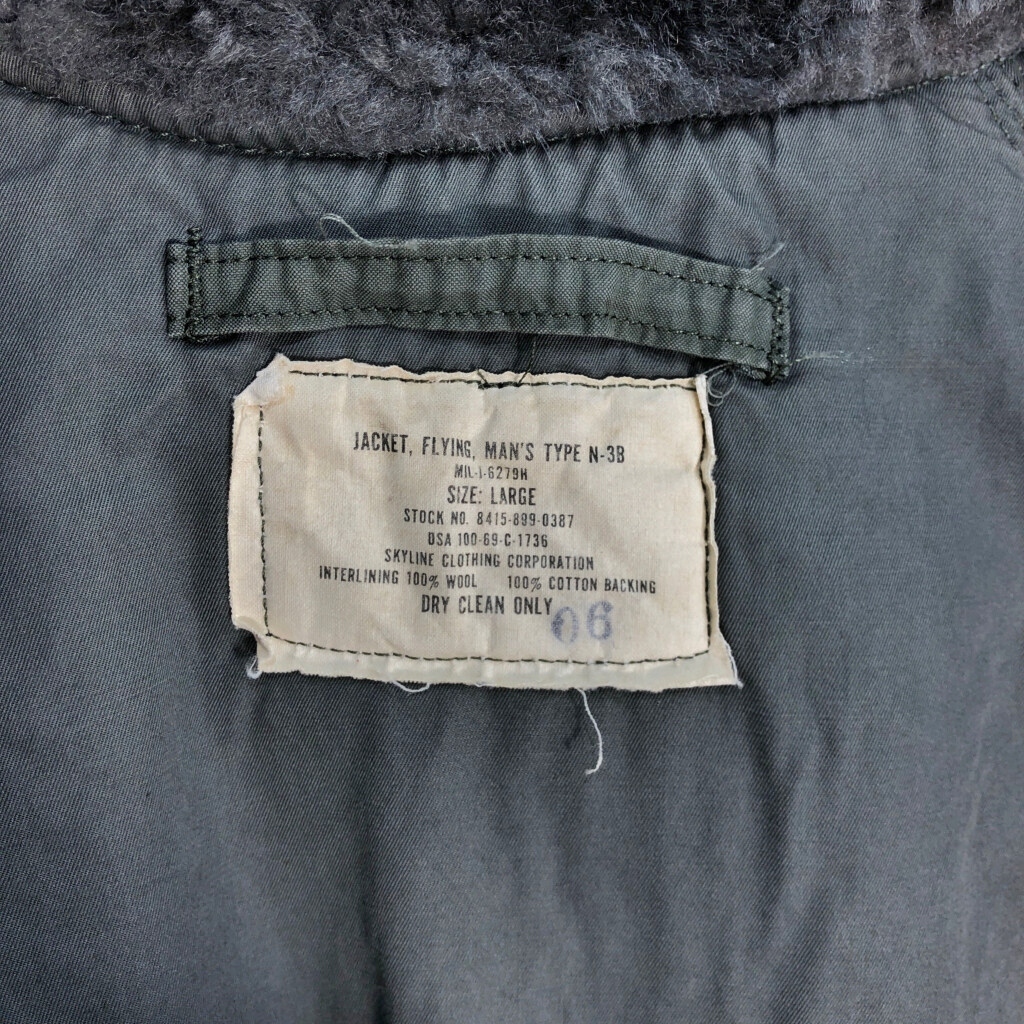 JACKET, FLYING, MAN'S TYPE N-3B
MIL-J-6279H
SIZE: LARGE
STOCK NO. 8415-899-0387
DSA 100-69-C-1736
SKYLINE CLOTHING CORPORATION
INTERLINING 100% WOOL 100% COTTON BACKING
DRY CLEAN ONLY
06